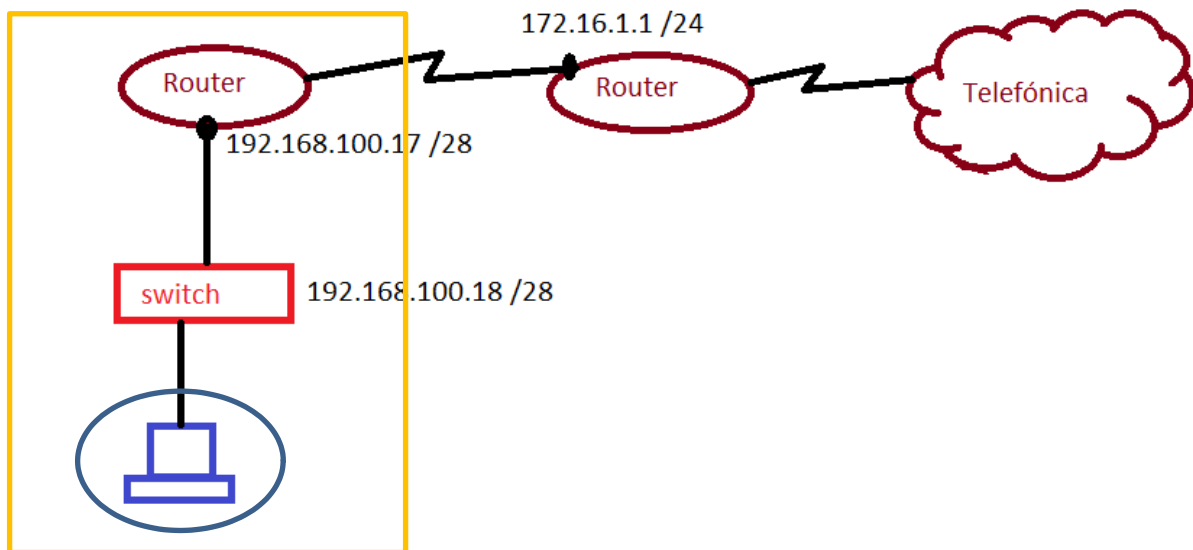 172.16.1.1 /24
Router
Router
Telefónica
192.168.100.17 /28
switch
192.168.100.18 /28